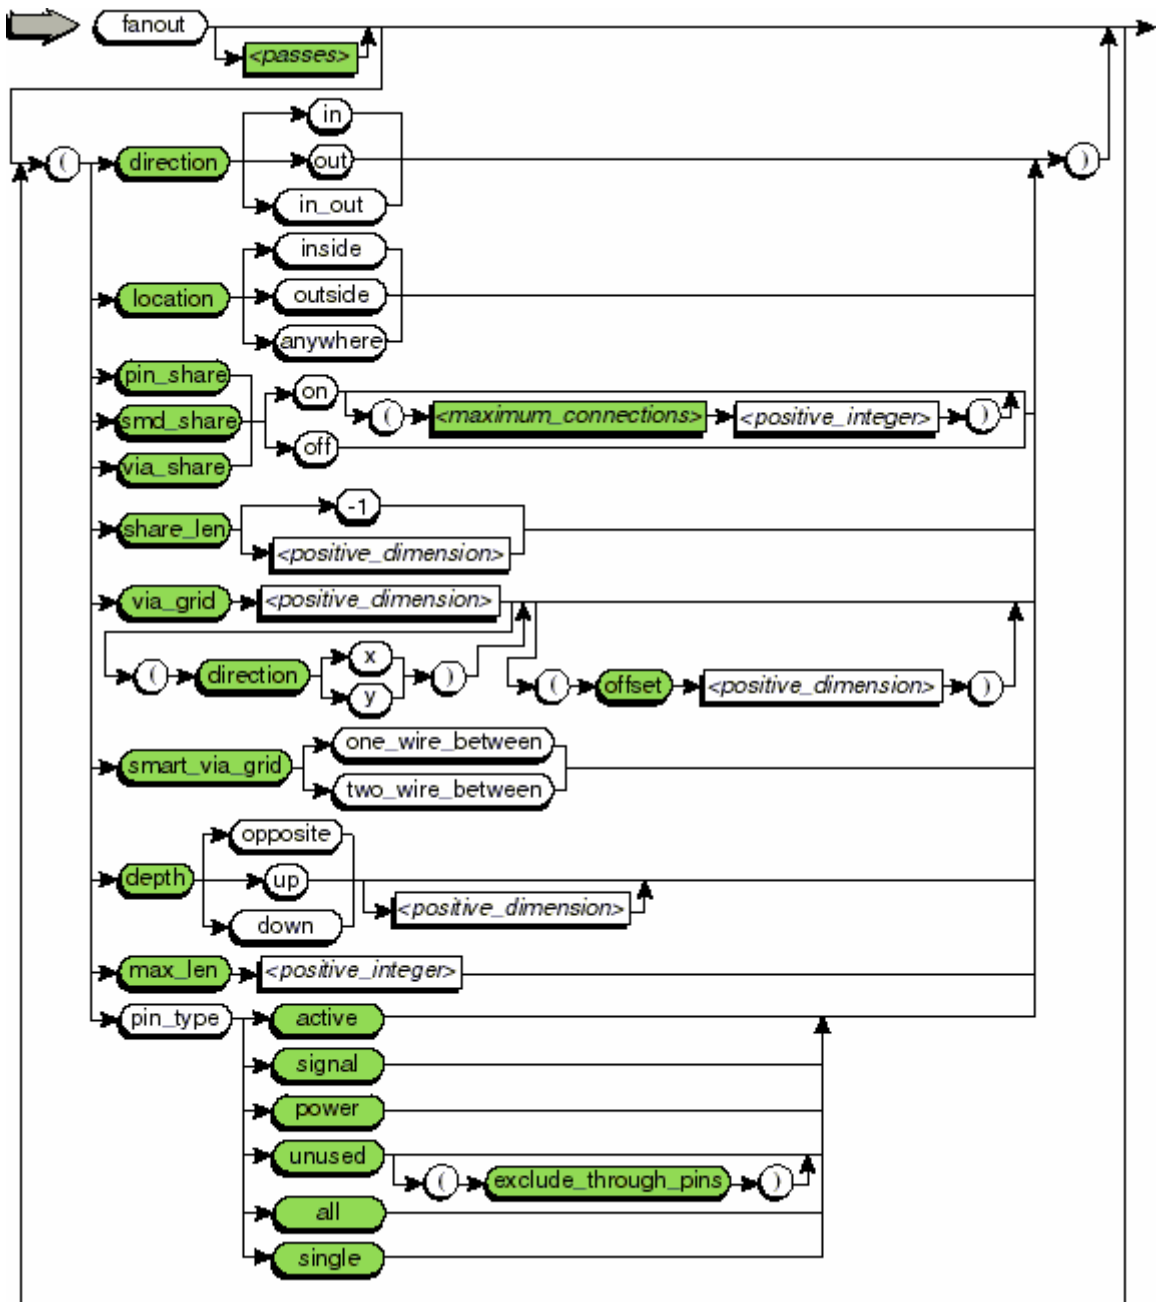 fanout
<passes>
in
( direction out )
in_out
inside
location outside
anywhere
pin_share
on
smd_share ( <maximum_connections> <positive_integer> )
off
via_share
-1
share_len
<positive_dimension>
via_grid <positive_dimension>
x
( direction ) ( offset <positive_dimension> )
y
one_wire_between
smart_via_grid
two_wire_between
opposite
depth up
<positive_dimension>
down
max_len <positive_integer>
pin_type active
signal
power
unused
( exclude_through_pins )
all
single